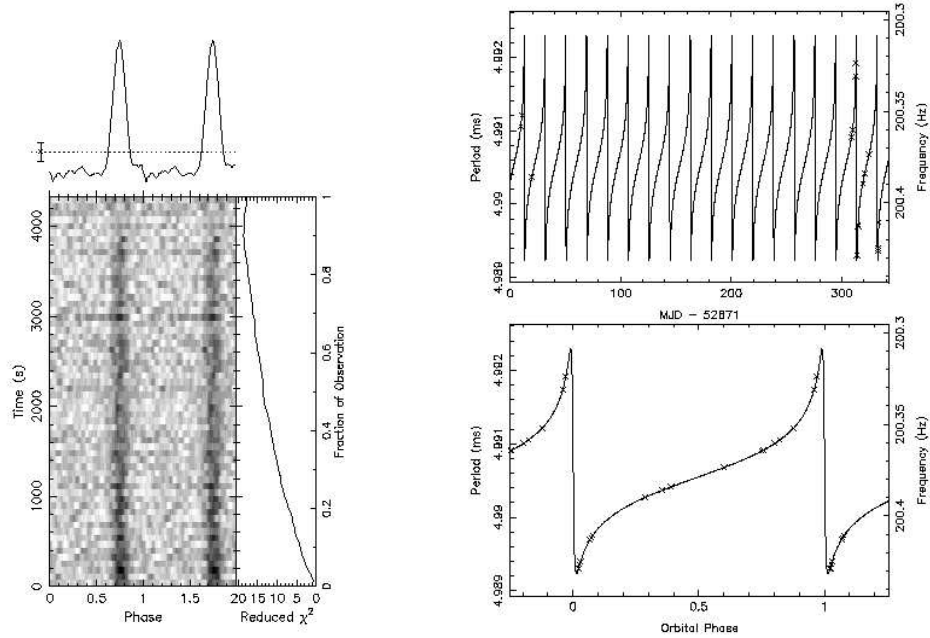 Time (s)
0 1000 2000 3000 4000
0 0.5 1 1.5 20 15 10 5 0
Phase
Reduced χ²
Fraction of Observation
0 0.2 0.4 0.6 0.8 1
Period (ms)
4.989 4.99 4.991 4.992
Frequency (Hz)
200.3 200.35 200.4
0 100 200 300
MJD - 52871
Period (ms)
4.989 4.99 4.991 4.992
Frequency (Hz)
200.3 200.35 200.4
0 0.5 1
Orbital Phase